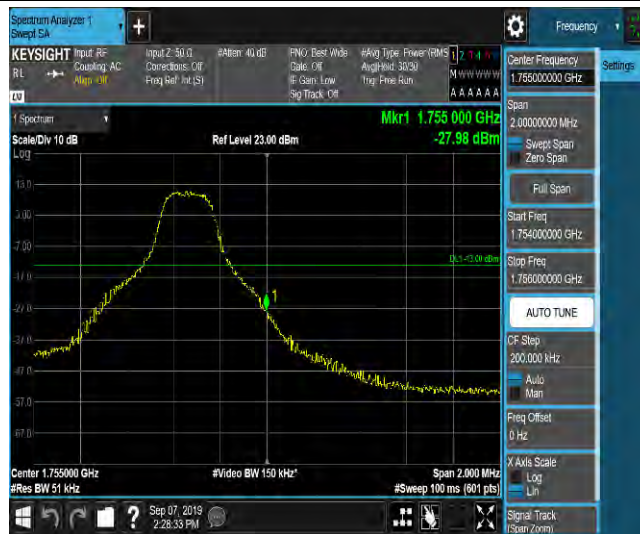 Spectrum Analyzer 1
Swept SA
Frequency
KEYSIGHT
RL
LV
Input: RF
Coupling: AC
Align: Off
Input Z: 50 Ω
Corrections: Off
Freq Ref: Int (S)
#Atten: 40 dB
PNO: Best Wide
Gate: Off
IF Gain: Low
Sig Track: Off
#Avg Type: Power (RMS
Avg|Hold: 30/30
Trig: Free Run
M W W W W W
A A A A A A
1 Spectrum
Scale/Div 10 dB
Ref Level 23.00 dBm
Mkr1 1.755 000 GHz
-27.98 dBm
Log
13.0
3.00
-7.00
DL1 -13.00 dBm
1
-17.0
-27.0
-37.0
-47.0
-57.0
-67.0
Center 1.755000 GHz
#Video BW 150 kHz*
Span 2.000 MHz
#Res BW 51 kHz
#Sweep 100 ms (601 pts)
Sep 07, 2019
2:28:33 PM
Settings
Center Frequency
1.755000000 GHz
Span
2.00000000 MHz
Swept Span
Zero Span
Full Span
Start Freq
1.754000000 GHz
Stop Freq
1.756000000 GHz
AUTO TUNE
CF Step
200.000 kHz
Auto
Man
Freq Offset
0 Hz
X Axis Scale
Log
Lin
Signal Track
(Span Zoom)